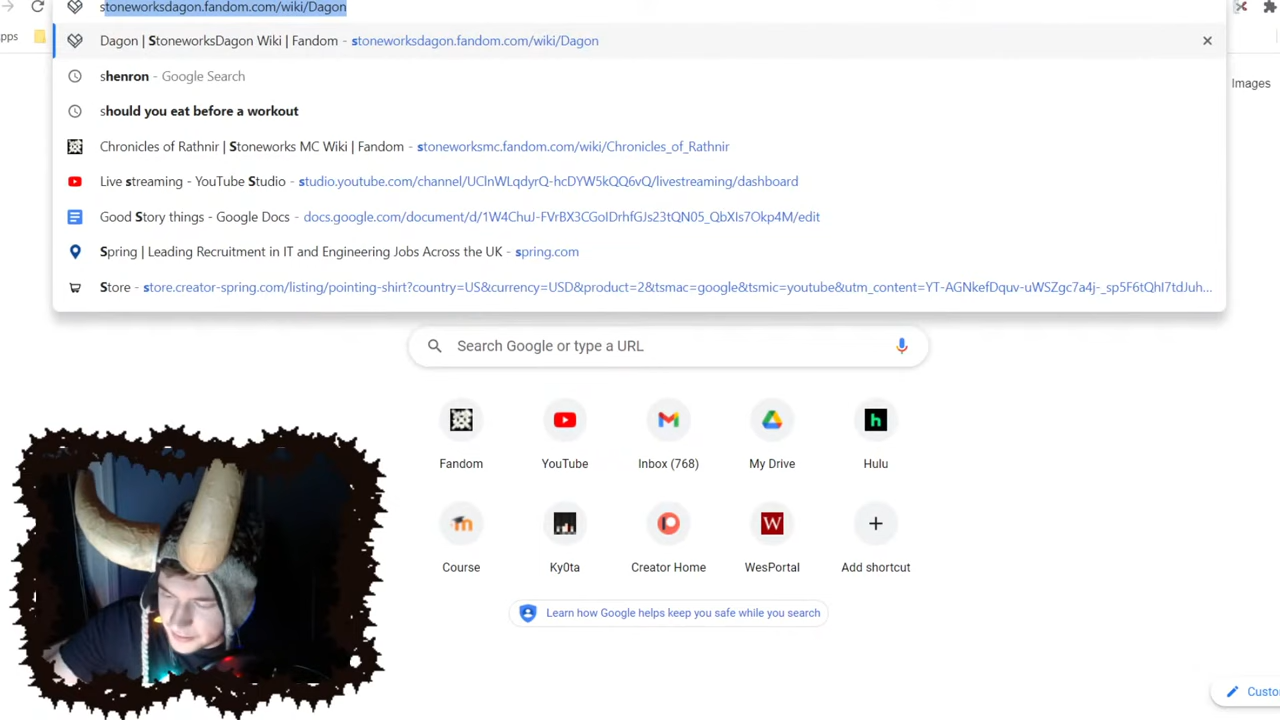 stoneworksdagon.fandom.com/wiki/Dagon
Apps
Dagon | StoneworksDagon Wiki | Fandom - stoneworksdagon.fandom.com/wiki/Dagon
shenron - Google Search
Images
should you eat before a workout
Chronicles of Rathnir | Stoneworks MC Wiki | Fandom - stoneworksmc.fandom.com/wiki/Chronicles_of_Rathnir
Live streaming - YouTube Studio - studio.youtube.com/channel/UClnWLqdyrQ-hcDYW5kQQ6vQ/livestreaming/dashboard
Good Story things - Google Docs - docs.google.com/document/d/1W4ChuJ-FVrBX3CGoIDrhfGJs23tQN05_QbXIs7Okp4M/edit
Spring | Leading Recruitment in IT and Engineering Jobs Across the UK - spring.com
Store - store.creator-spring.com/listing/pointing-shirt?country=US&currency=USD&product=2&tsmac=google&tsmic=youtube&utm_content=YT-AGNkefDquv-uWSZgc7a4j-_sp5F6tQhI7tdJuh...
Search Google or type a URL
Fandom YouTube Inbox (768) My Drive Hulu
Course Ky0ta Creator Home WesPortal Add shortcut
Learn how Google helps keep you safe while you search
Custo